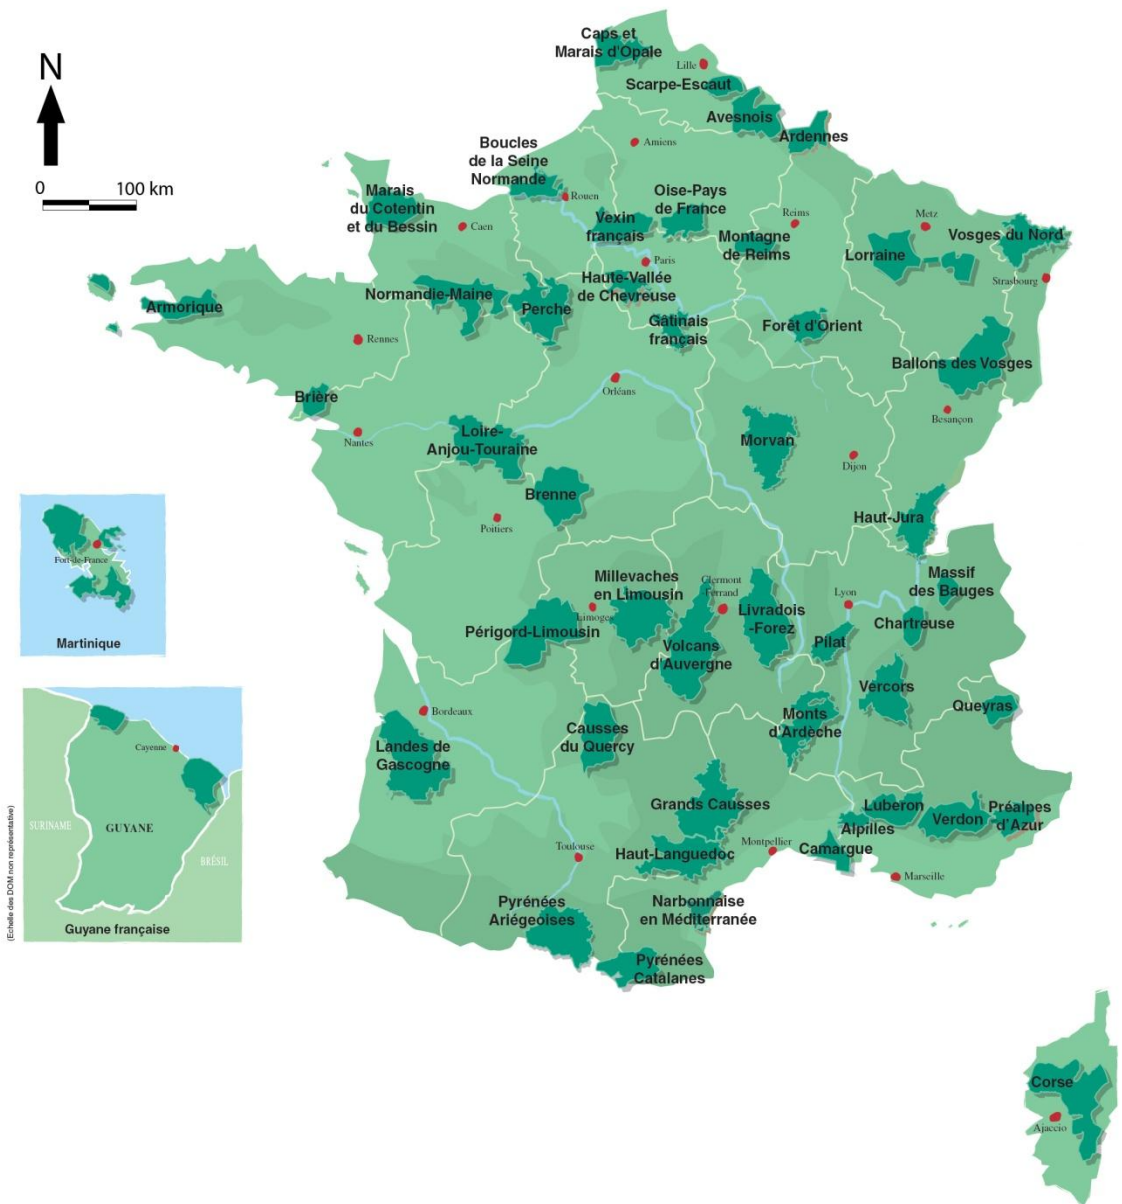 Caps et
Marais d'Opale
N
Lille
Scarpe-Escaut
Avesnois
Ardennes
Amiens
Boucles
de la Seine
Normande
0 100 km
Marais
du Cotentin
et du Bessin
Rouen
Oise-Pays
de France
Vexin
français
Reims
Montagne
de Reims
Metz
Vosges du Nord
Caen
Lorraine
Paris
Strasbourg
Haute-Vallée
de Chevreuse
Normandie-Maine
Perche
Armorique
Gâtinais
français
Forêt d'Orient
Rennes
Ballons des Vosges
Orléans
Brière
Besançon
Nantes
Loire-
Anjou-Touraine
Morvan
Dijon
Brenne
Poitiers
Haut-Jura
Fort-de-France
Martinique
Massif
des Bauges
Millevaches
en Limousin
Clermont
Ferrand
Lyon
Limoges
Livradois
-Forez
Chartreuse
Périgord-Limousin
Pilat
Volcans
d'Auvergne
Vercors
Queyras
Bordeaux
Monts
d'Ardèche
Causses
du Quercy
Landes de
Gascogne
Cayenne
SURINAME
GUYANE
BRÉSIL
Guyane française
(Echelle des DOM non représentative)
Grands Causses
Luberon
Verdon
Préalpes
d'Azur
Alpilles
Camargue
Montpellier
Toulouse
Haut-Languedoc
Marseille
Pyrénées
Ariégeoises
Narbonnaise
en Méditerranée
Pyrénées
Catalanes
Corse
Ajaccio